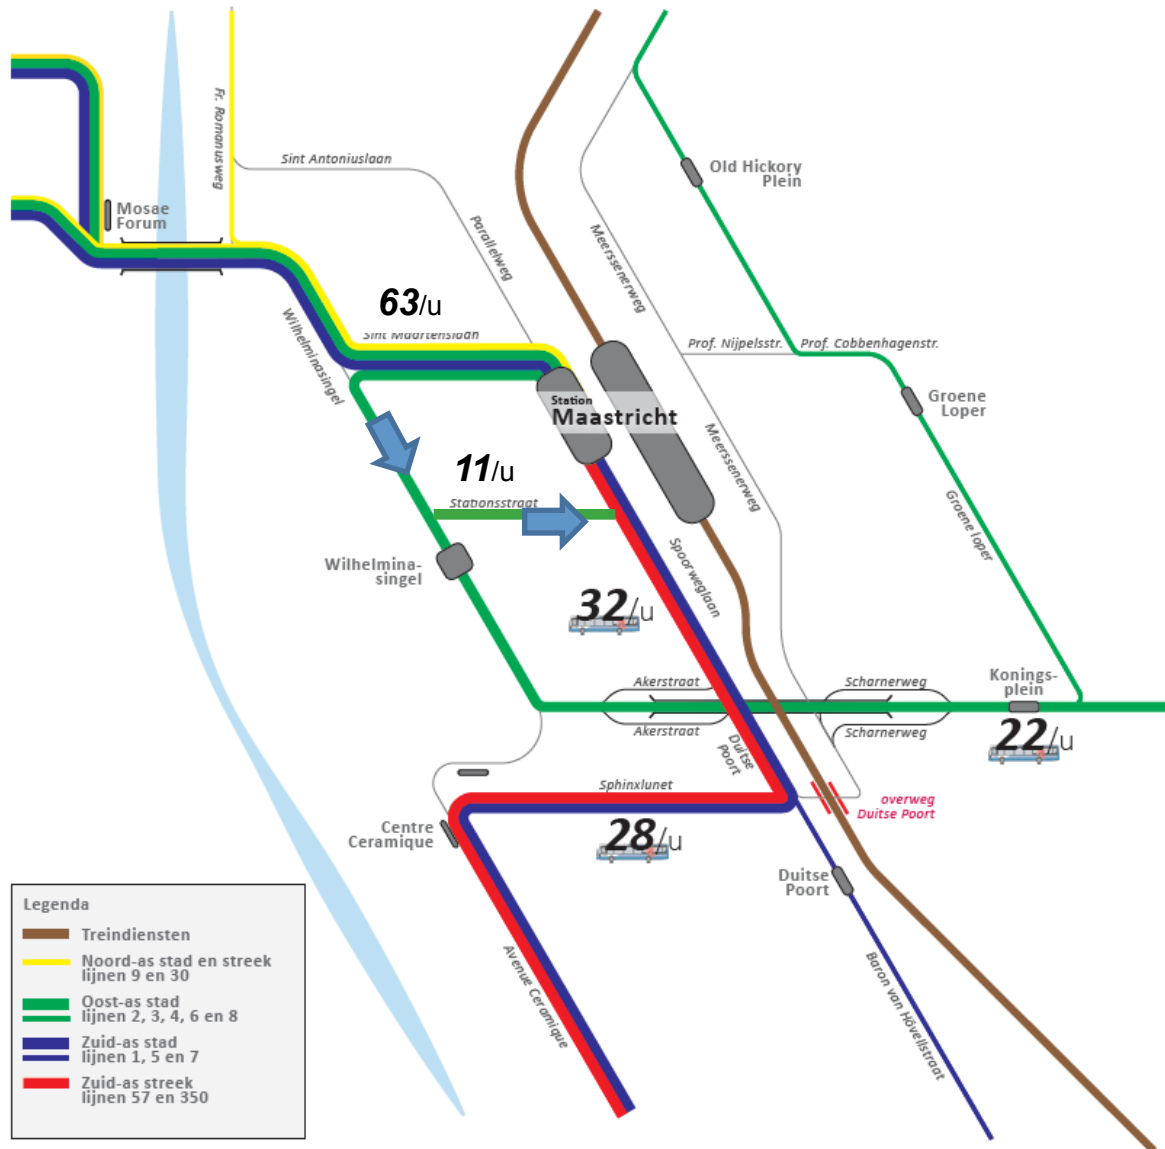 Fr. Romanusweg
Sint Antoniuslaan
Old Hickory
Plein
Mosae
Forum
Parallelweg
Meerssenerweg
63/u
Sint Maartenslaan
Wilhelminasingel
Prof. Nijpelsstr.
Prof. Cobbenhagenstr.
Station
Maastricht
Groene
Loper
Meerssenerweg
11/u
Stationsstraat
Groene loper
Wilhelmina-
singel
Spoorweglaan
32/u
Akerstraat
Scharnerweg
Konings-
plein
Akerstraat
Scharnerweg
22/u
Duitse
Poort
Sphinxlunet
overweg
Duitse Poort
Centre
Ceramique
28/u
Duitse
Poort
Avenue Ceramique
Baron van Hövellstraat
Legenda
Treindiensten
Noord-as stad en streek
lijnen 9 en 30
Oost-as stad
lijnen 2, 3, 4, 6 en 8
Zuid-as stad
lijnen 1, 5 en 7
Zuid-as streek
lijnen 57 en 350